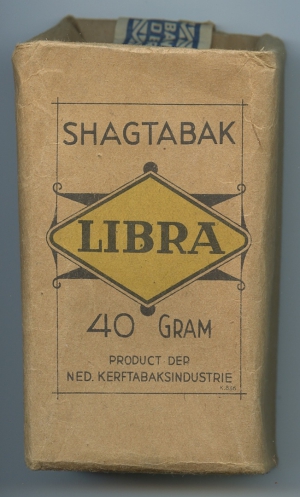 SHAGTABAK
LIBRA
40 GRAM
PRODUCT DER
NED. KERFTABAKSINDUSTRIE